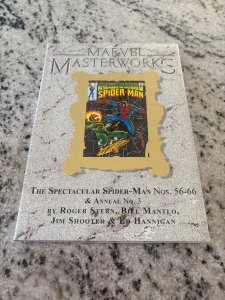 MARVEL
MASTERWORKS
SPIDER-MAN
THE SPECTACULAR SPIDER-MAN NOS. 56-66
& ANNUAL NO. 3
BY ROGER STERN, BILL MANTLO,
JIM SHOOTER & ED HANNIGAN